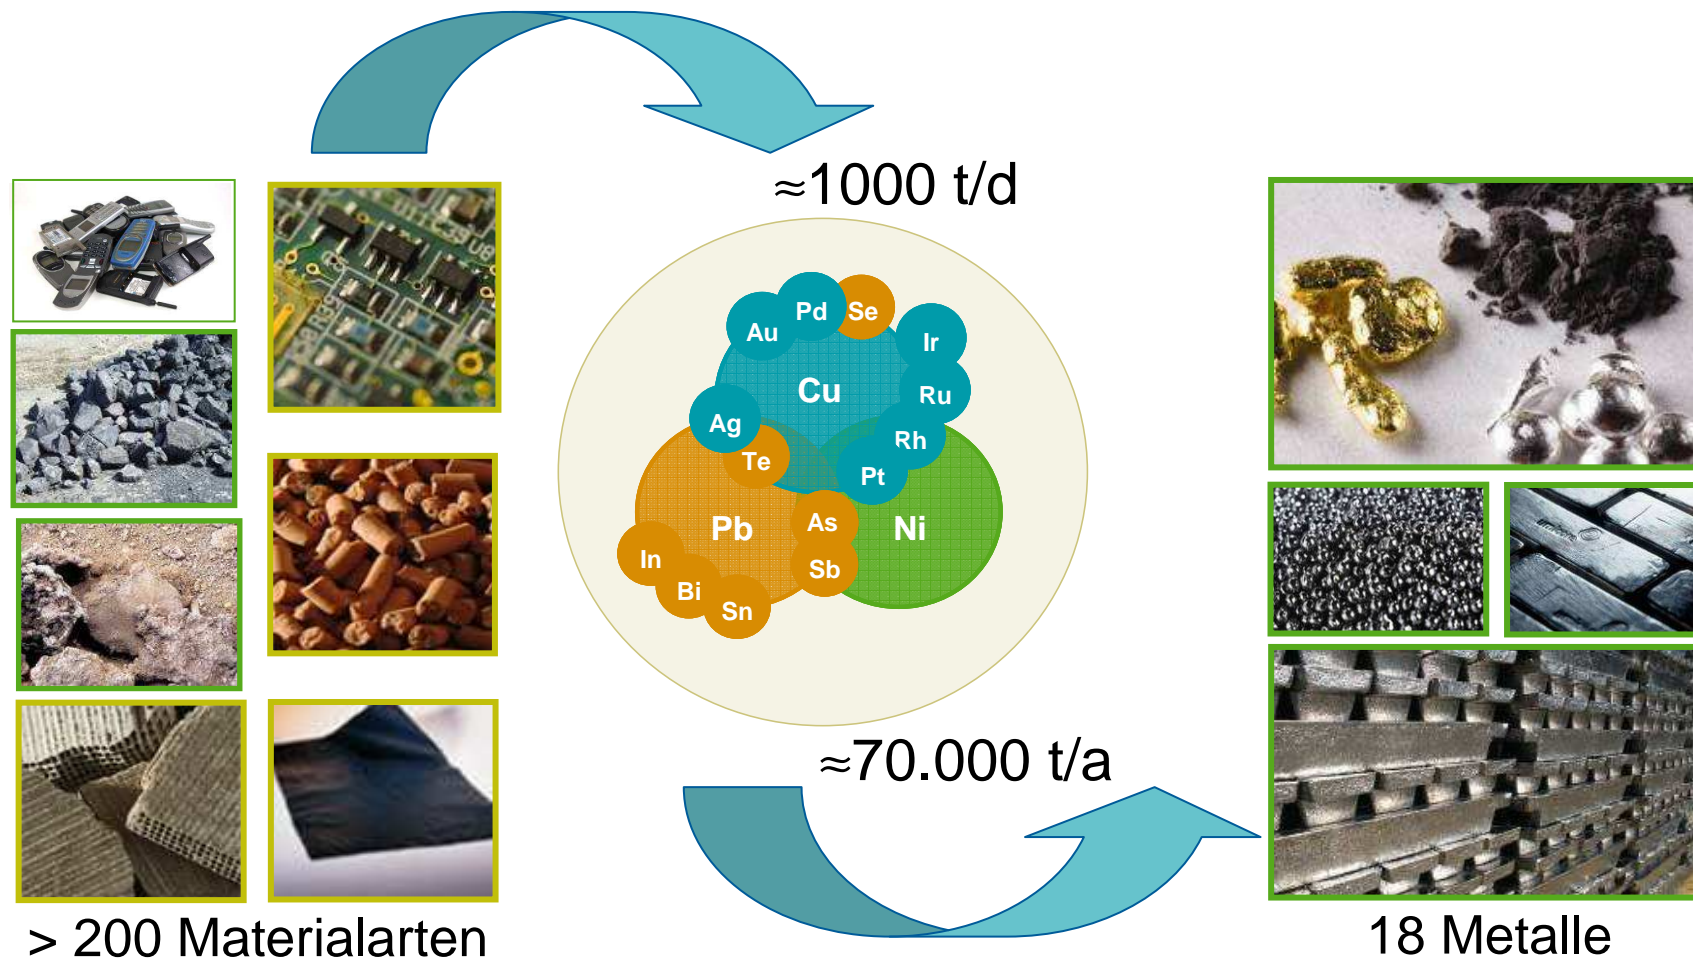 ≈1000 t/d
Au
Pd
Se
Ir
Cu
Ru
Ag
Rh
Te
Pt
Pb
As
Ni
In
Sb
Bi
Sn
≈70.000 t/a
> 200 Materialarten
18 Metalle